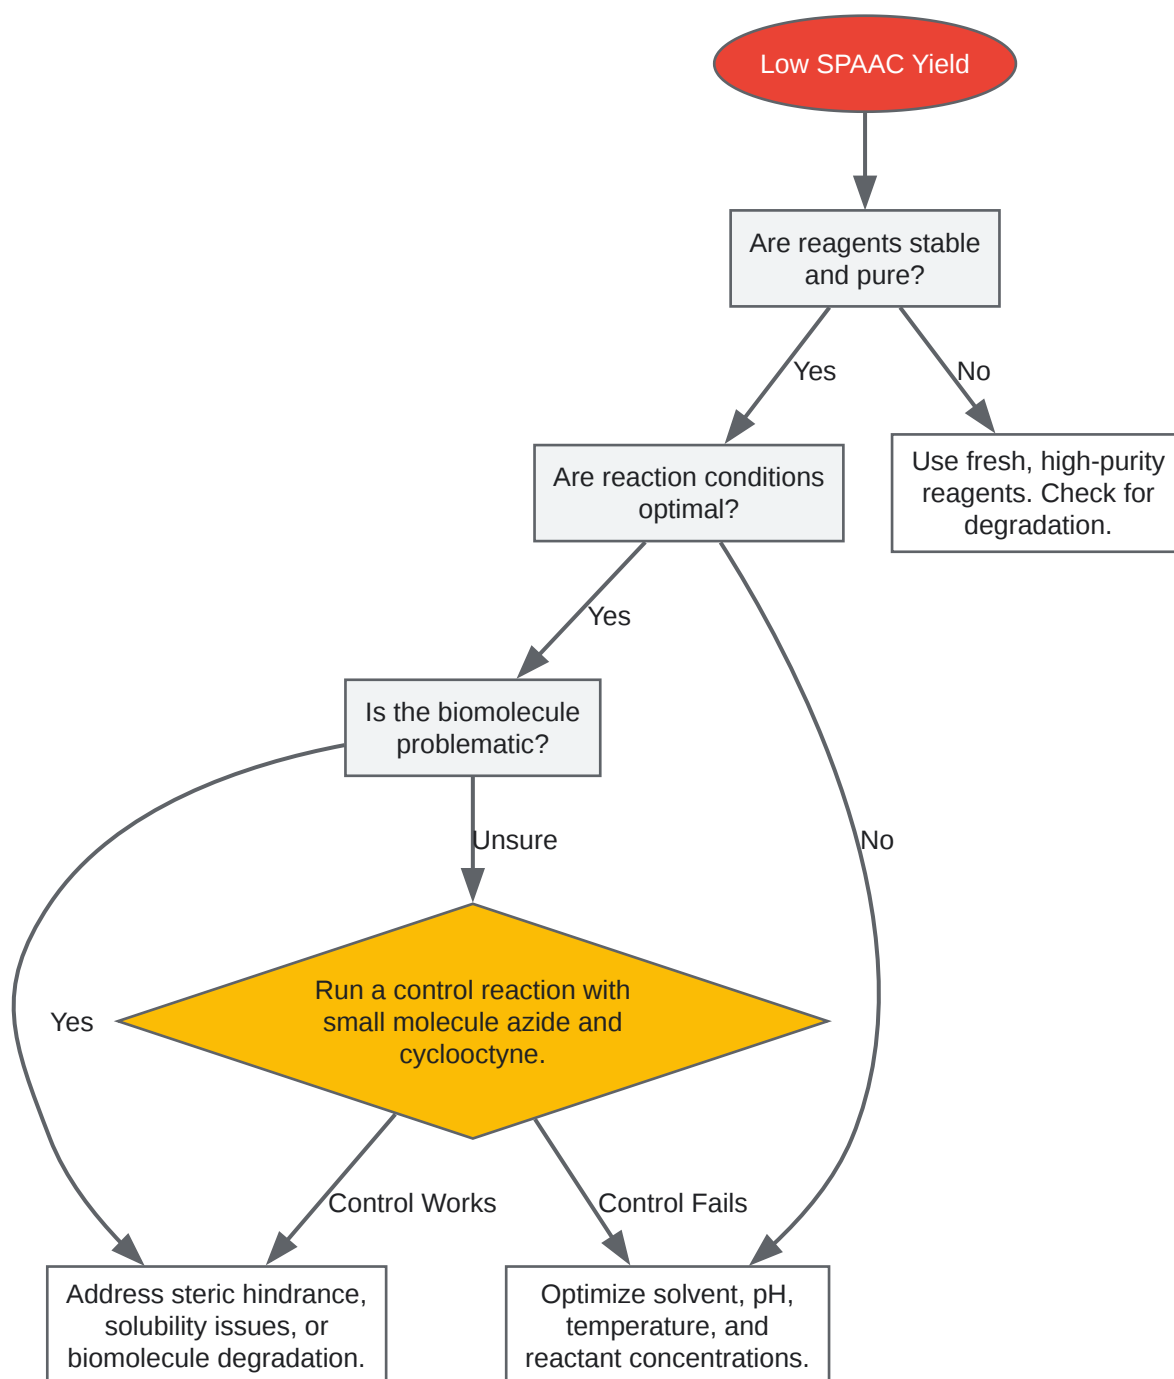 Low SPAAC Yield
Are reagents stable
and pure?
Yes
No
Are reaction conditions
optimal?
Use fresh, high-purity
reagents. Check for
degradation.
Yes
Is the biomolecule
problematic?
Unsure
No
Run a control reaction with
small molecule azide and
cyclooctyne.
Yes
Control Works
Control Fails
Address steric hindrance,
solubility issues, or
biomolecule degradation.
Optimize solvent, pH,
temperature, and
reactant concentrations.